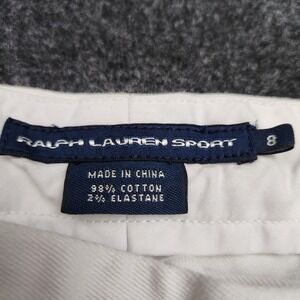 RALPH LAUREN SPORT
8
MADE IN CHINA
98% COTTON
2% ELASTANE